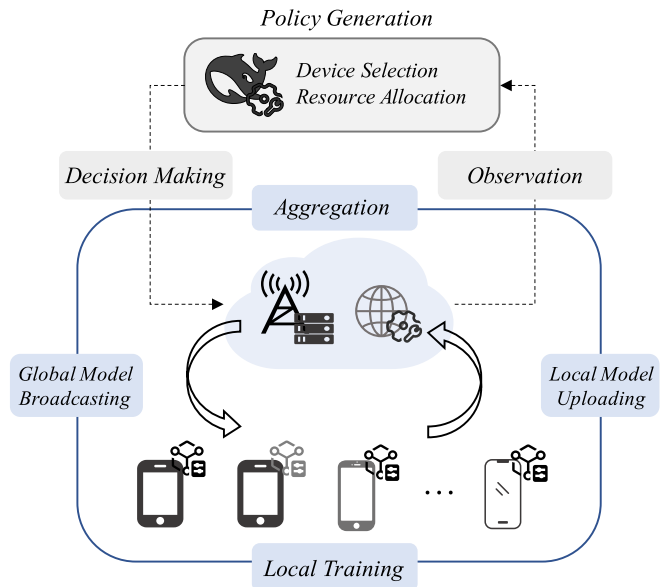 Policy Generation
Device Selection
Resource Allocation
Decision Making
Observation
Aggregation
Global Model
Broadcasting
Local Model
Uploading
...
Local Training